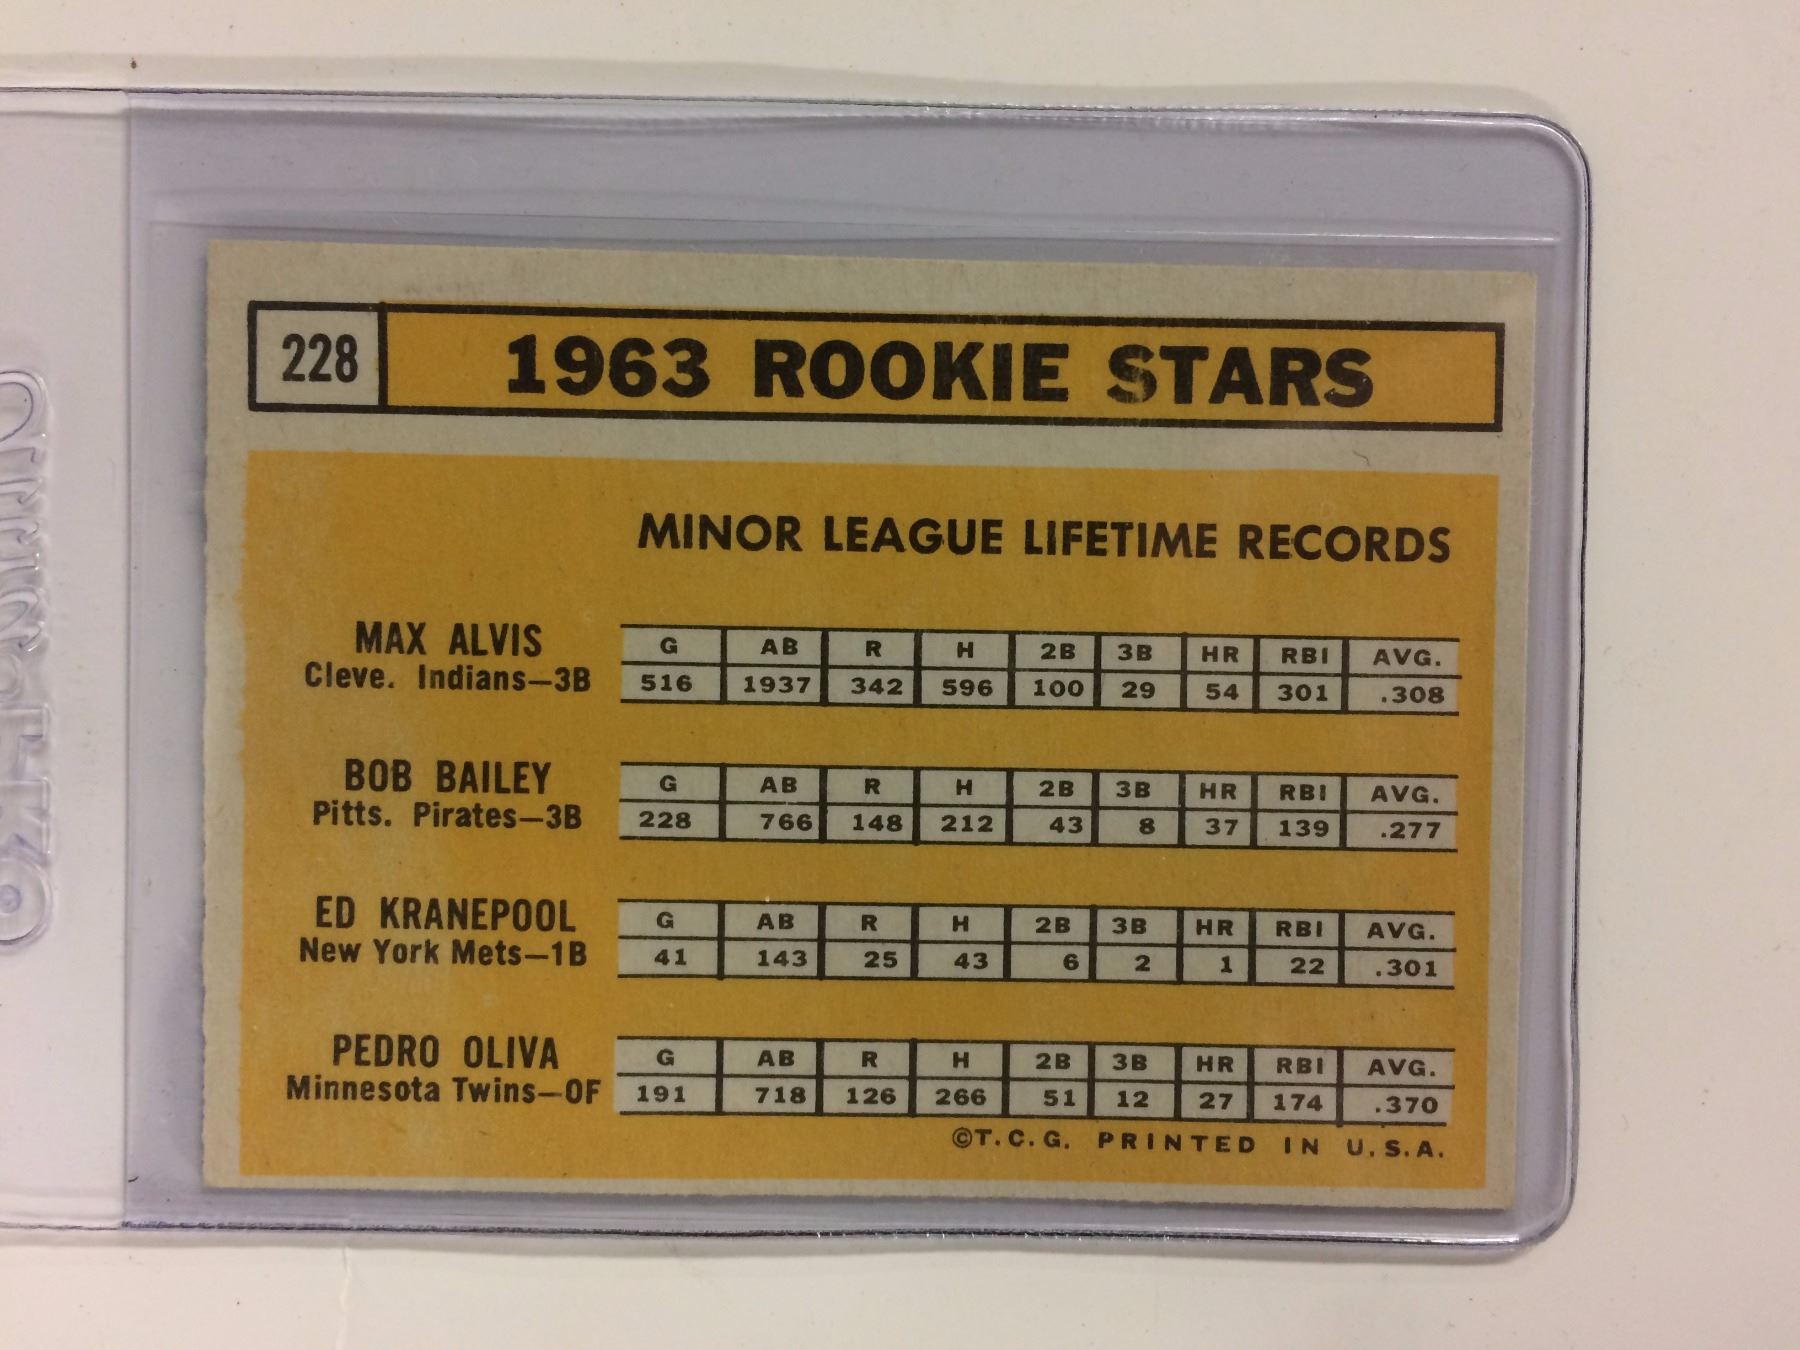 228 1963 ROOKIE STARS
MINOR LEAGUE LIFETIME RECORDS
MAX ALVIS
Cleve. Indians—3B
G AB R H 2B 3B HR RBI AVG.
516 1937 342 596 100 29 54 301 .308
BOB BAILEY
Pitts. Pirates—3B
G AB R H 2B 3B HR RBI AVG.
228 766 148 212 43 8 37 139 .277
ED KRANEPOOL
New York Mets—1B
G AB R H 2B 3B HR RBI AVG.
41 143 25 43 6 2 1 22 .301
PEDRO OLIVA
Minnesota Twins—OF
G AB R H 2B 3B HR RBI AVG.
191 718 126 266 51 12 27 174 .370
©T.C.G. PRINTED IN U.S.A.